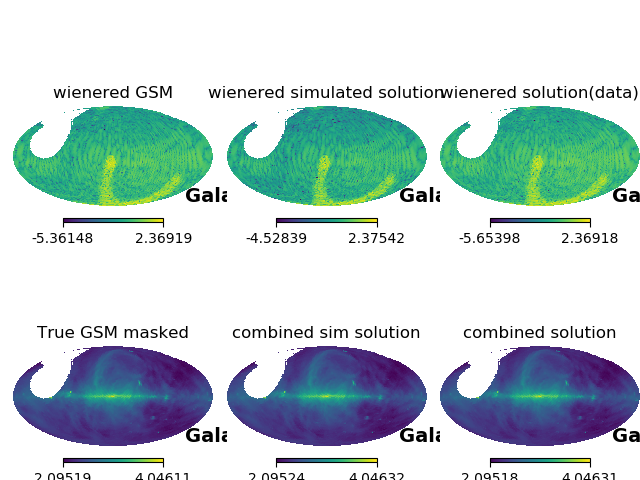 wienered GSM
wienered simulated solution
wienered solution(data)
Gala
Gala
Ga
-5.36148 2.36919
-4.52839 2.37542
-5.65398 2.36918
True GSM masked
combined sim solution
combined solution
Gala
Gala
Ga
2.09519 4.04611
2.09524 4.04632
2.09518 4.04631